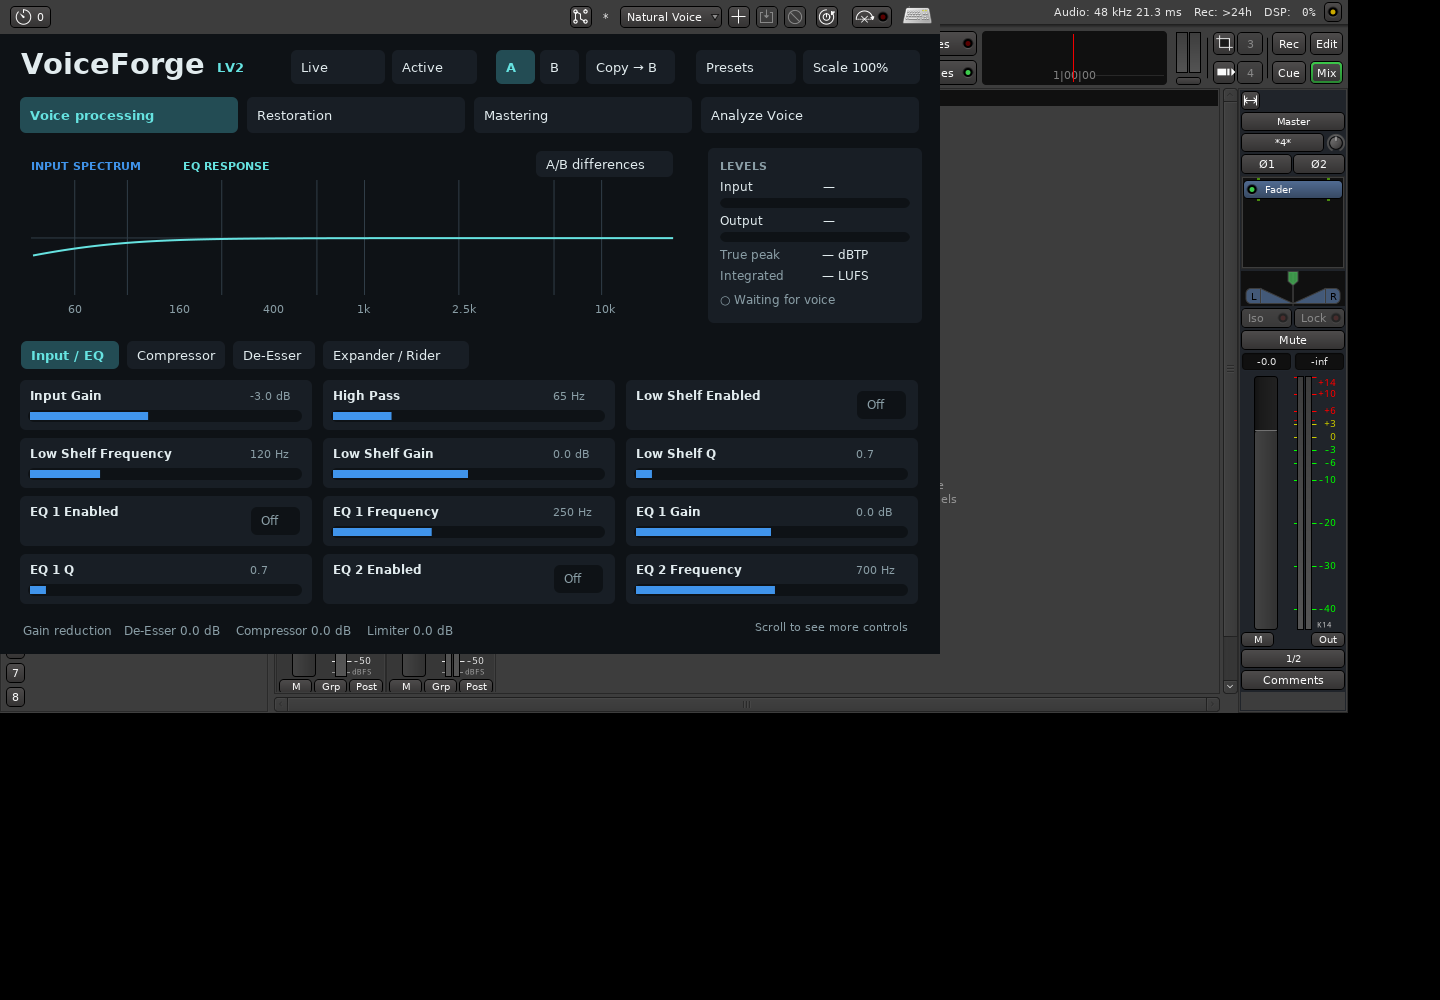 0
*
Natural Voice
Audio: 48 kHz 21.3 ms Rec: >24h DSP: 0%
VoiceForge LV2
Live
Active
A
B
Copy → B
Presets
Scale 100%
es
es
1|00|00
3
Rec
Edit
4
Cue
Mix
Voice processing
Restoration
Mastering
Analyze Voice
INPUT SPECTRUM
EQ RESPONSE
A/B differences
60
160
400
1k
2.5k
10k
LEVELS
Input —
Output —
True peak — dBTP
Integrated — LUFS
○ Waiting for voice
Input / EQ
Compressor
De-Esser
Expander / Rider
Input Gain -3.0 dB
High Pass 65 Hz
Low Shelf Enabled Off
Low Shelf Frequency 120 Hz
Low Shelf Gain 0.0 dB
Low Shelf Q 0.7
EQ 1 Enabled Off
EQ 1 Frequency 250 Hz
EQ 1 Gain 0.0 dB
EQ 1 Q 0.7
EQ 2 Enabled Off
EQ 2 Frequency 700 Hz
Gain reduction De-Esser 0.0 dB Compressor 0.0 dB Limiter 0.0 dB
Scroll to see more controls
e
els
7
8
-50
dBFS
M
Grp
Post
-50
dBFS
M
Grp
Post
Master
*4*
Ø1
Ø2
Fader
L
R
Iso
Lock
Mute
-0.0
-inf
+14
+10
+6
+3
0
-3
-6
-10
-20
-30
-40
K14
M
Out
1/2
Comments